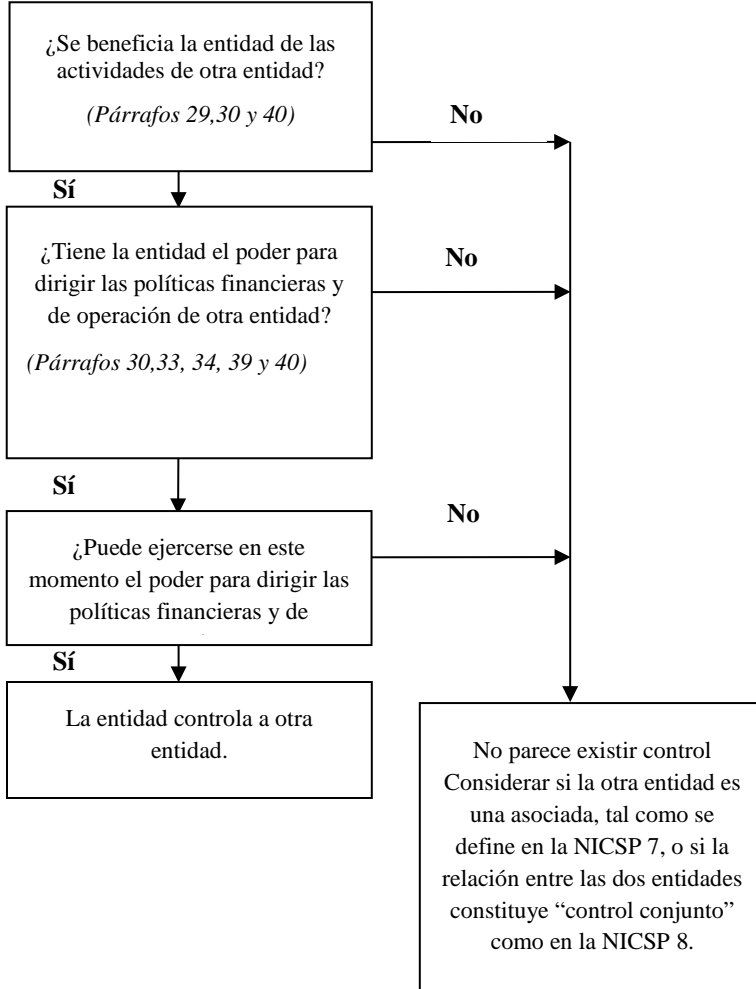 ¿Se beneficia la entidad de las
actividades de otra entidad?
(Párrafos 29,30 y 40)
No
Sí
¿Tiene la entidad el poder para
dirigir las políticas financieras y
de operación de otra entidad?
(Párrafos 30,33, 34, 39 y 40)
No
Sí
¿Puede ejercerse en este
momento el poder para dirigir las
políticas financieras y de
No
Sí
La entidad controla a otra
entidad.
No parece existir control
Considerar si la otra entidad es
una asociada, tal como se
define en la NICSP 7, o si la
relación entre las dos entidades
constituye “control conjunto”
como en la NICSP 8.